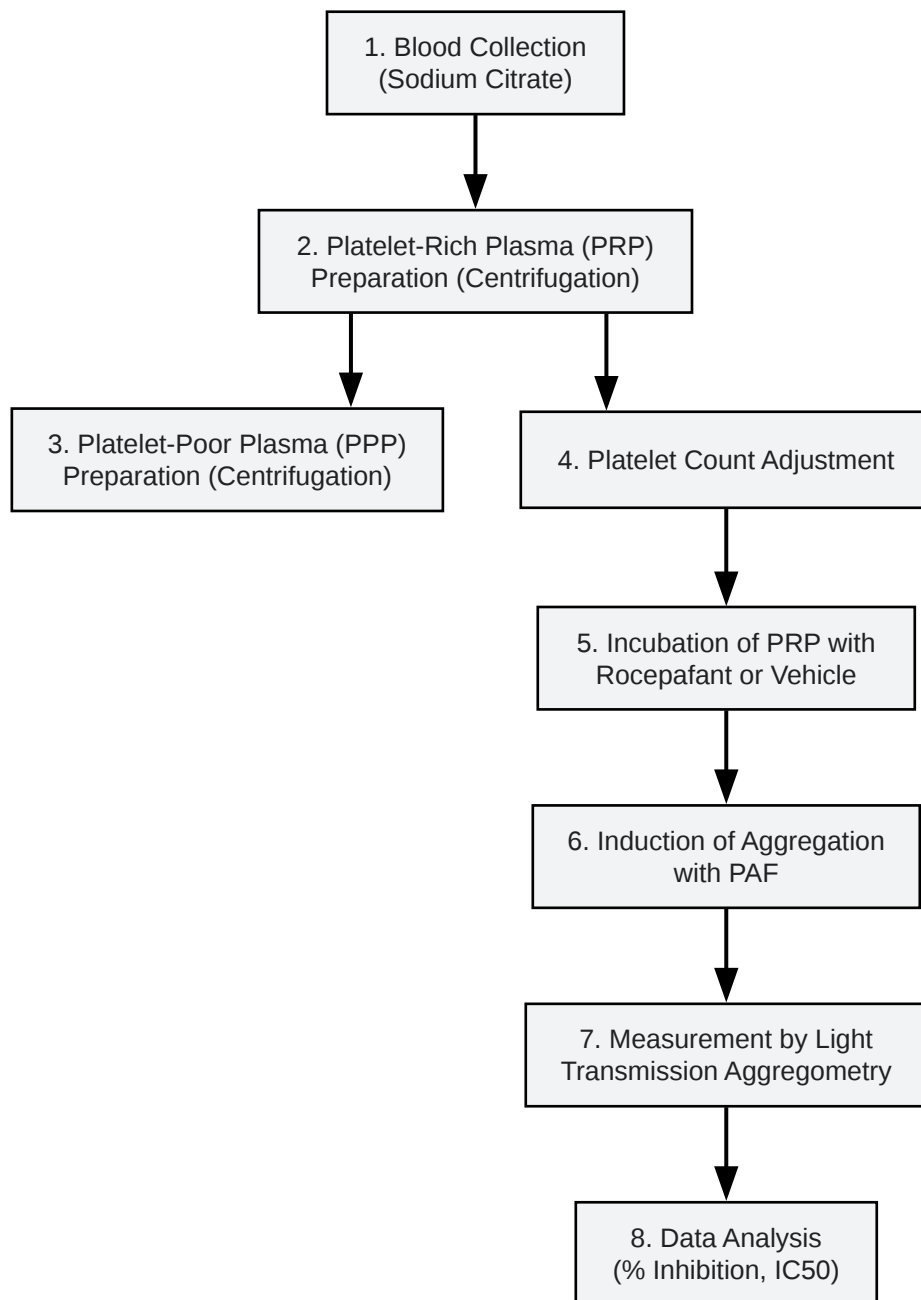 1. Blood Collection
(Sodium Citrate)
2. Platelet-Rich Plasma (PRP)
Preparation (Centrifugation)
3. Platelet-Poor Plasma (PPP)
Preparation (Centrifugation)
4. Platelet Count Adjustment
5. Incubation of PRP with
Rocepafant or Vehicle
6. Induction of Aggregation
with PAF
7. Measurement by Light
Transmission Aggregometry
8. Data Analysis
(% Inhibition, IC50)